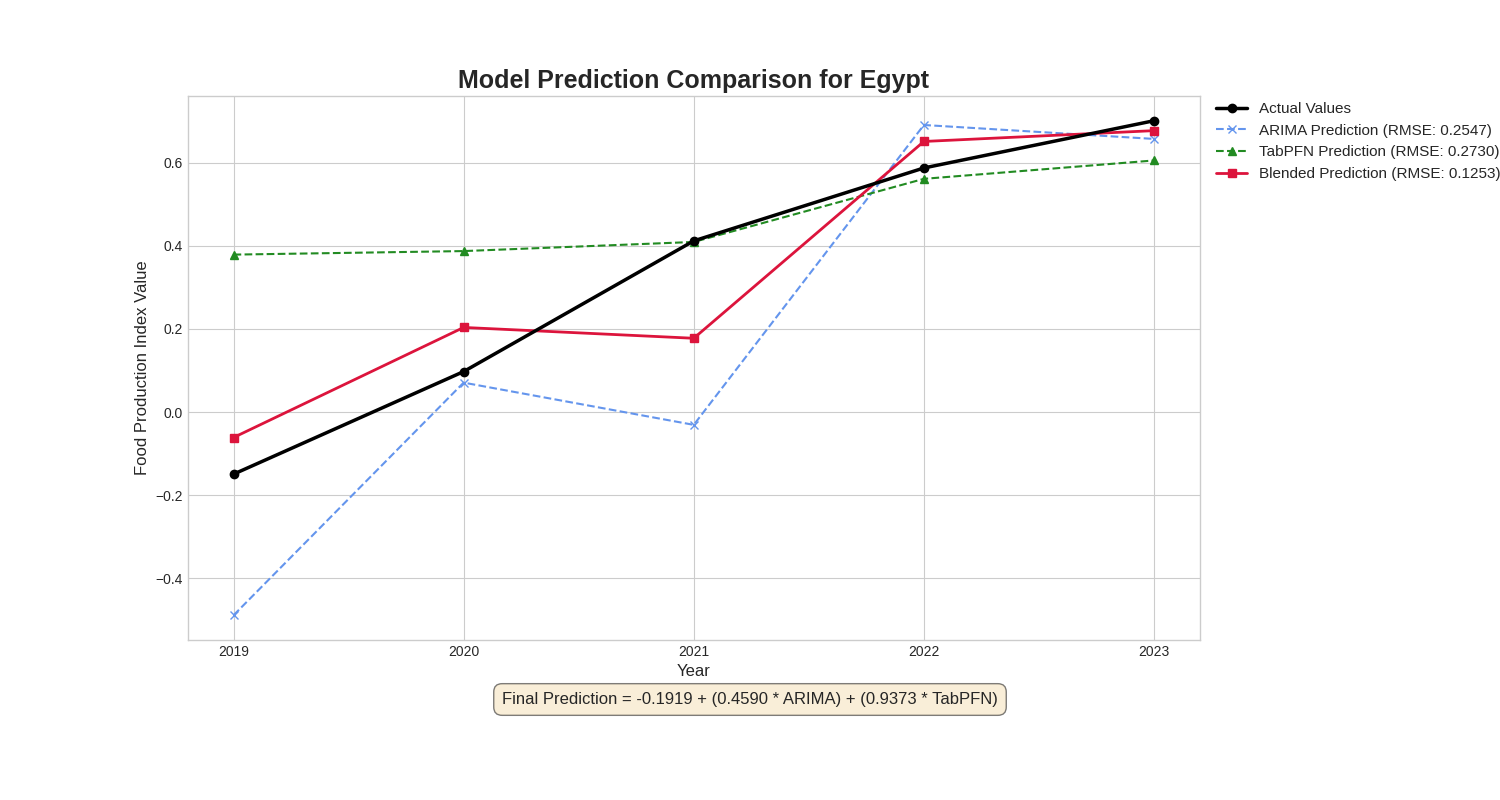 Model Prediction Comparison for Egypt
Actual Values
ARIMA Prediction (RMSE: 0.2547)
TabPFN Prediction (RMSE: 0.2730)
Blended Prediction (RMSE: 0.1253)
Food Production Index Value
0.6
0.4
0.2
0.0
−0.2
−0.4
2019 2020 2021 2022 2023
Year
Final Prediction = -0.1919 + (0.4590 * ARIMA) + (0.9373 * TabPFN)